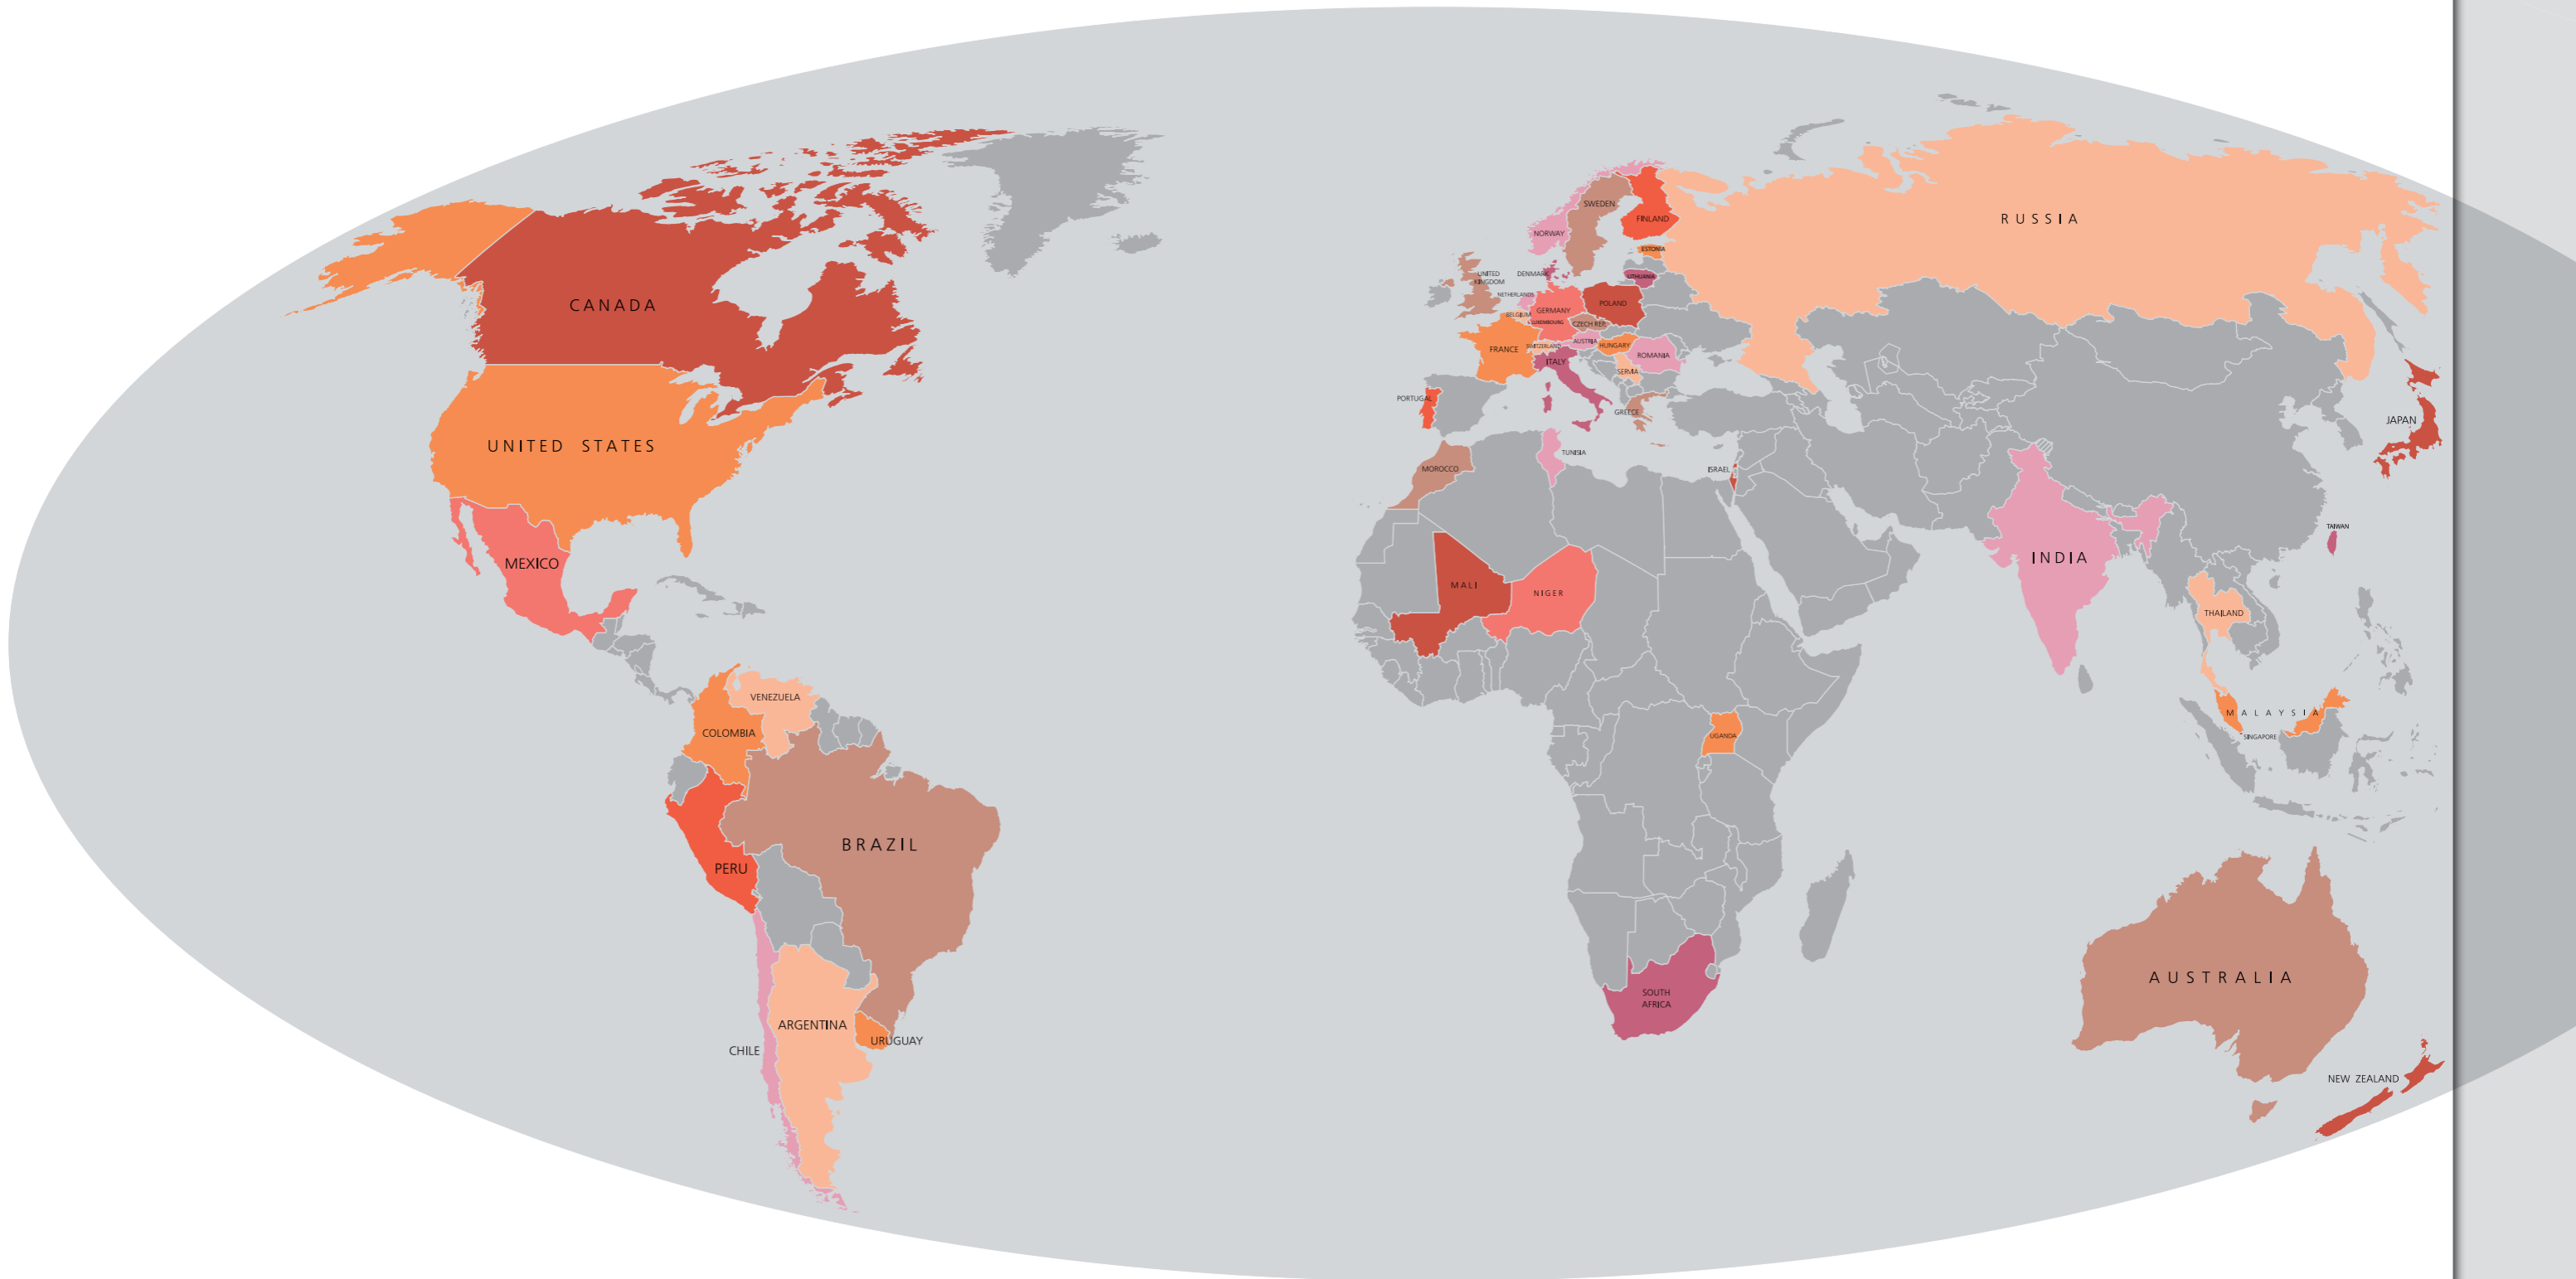 RUSSIA
SWEDEN
FINLAND
NORWAY
ESTONIA
UNITED
KINGDOM
DENMARK
LITHUANIA
NETHERLANDS
CANADA
POLAND
GERMANY
BELGIUM
LUXEMBOURG
CZECH REP.
AUSTRIA
HUNGARY
FRANCE
SWITZERLAND
ROMANIA
ITALY
SERVIA
PORTUGAL
GREECE
JAPAN
UNITED STATES
TUNISIA
MOROCCO
ISRAEL
TAIWAN
INDIA
MEXICO
MALI
NIGER
THAILAND
VENEZUELA
MALAYSIA
COLOMBIA
UGANDA
SINGAPORE
BRAZIL
PERU
AUSTRALIA
SOUTH
AFRICA
ARGENTINA
URUGUAY
CHILE
NEW ZEALAND